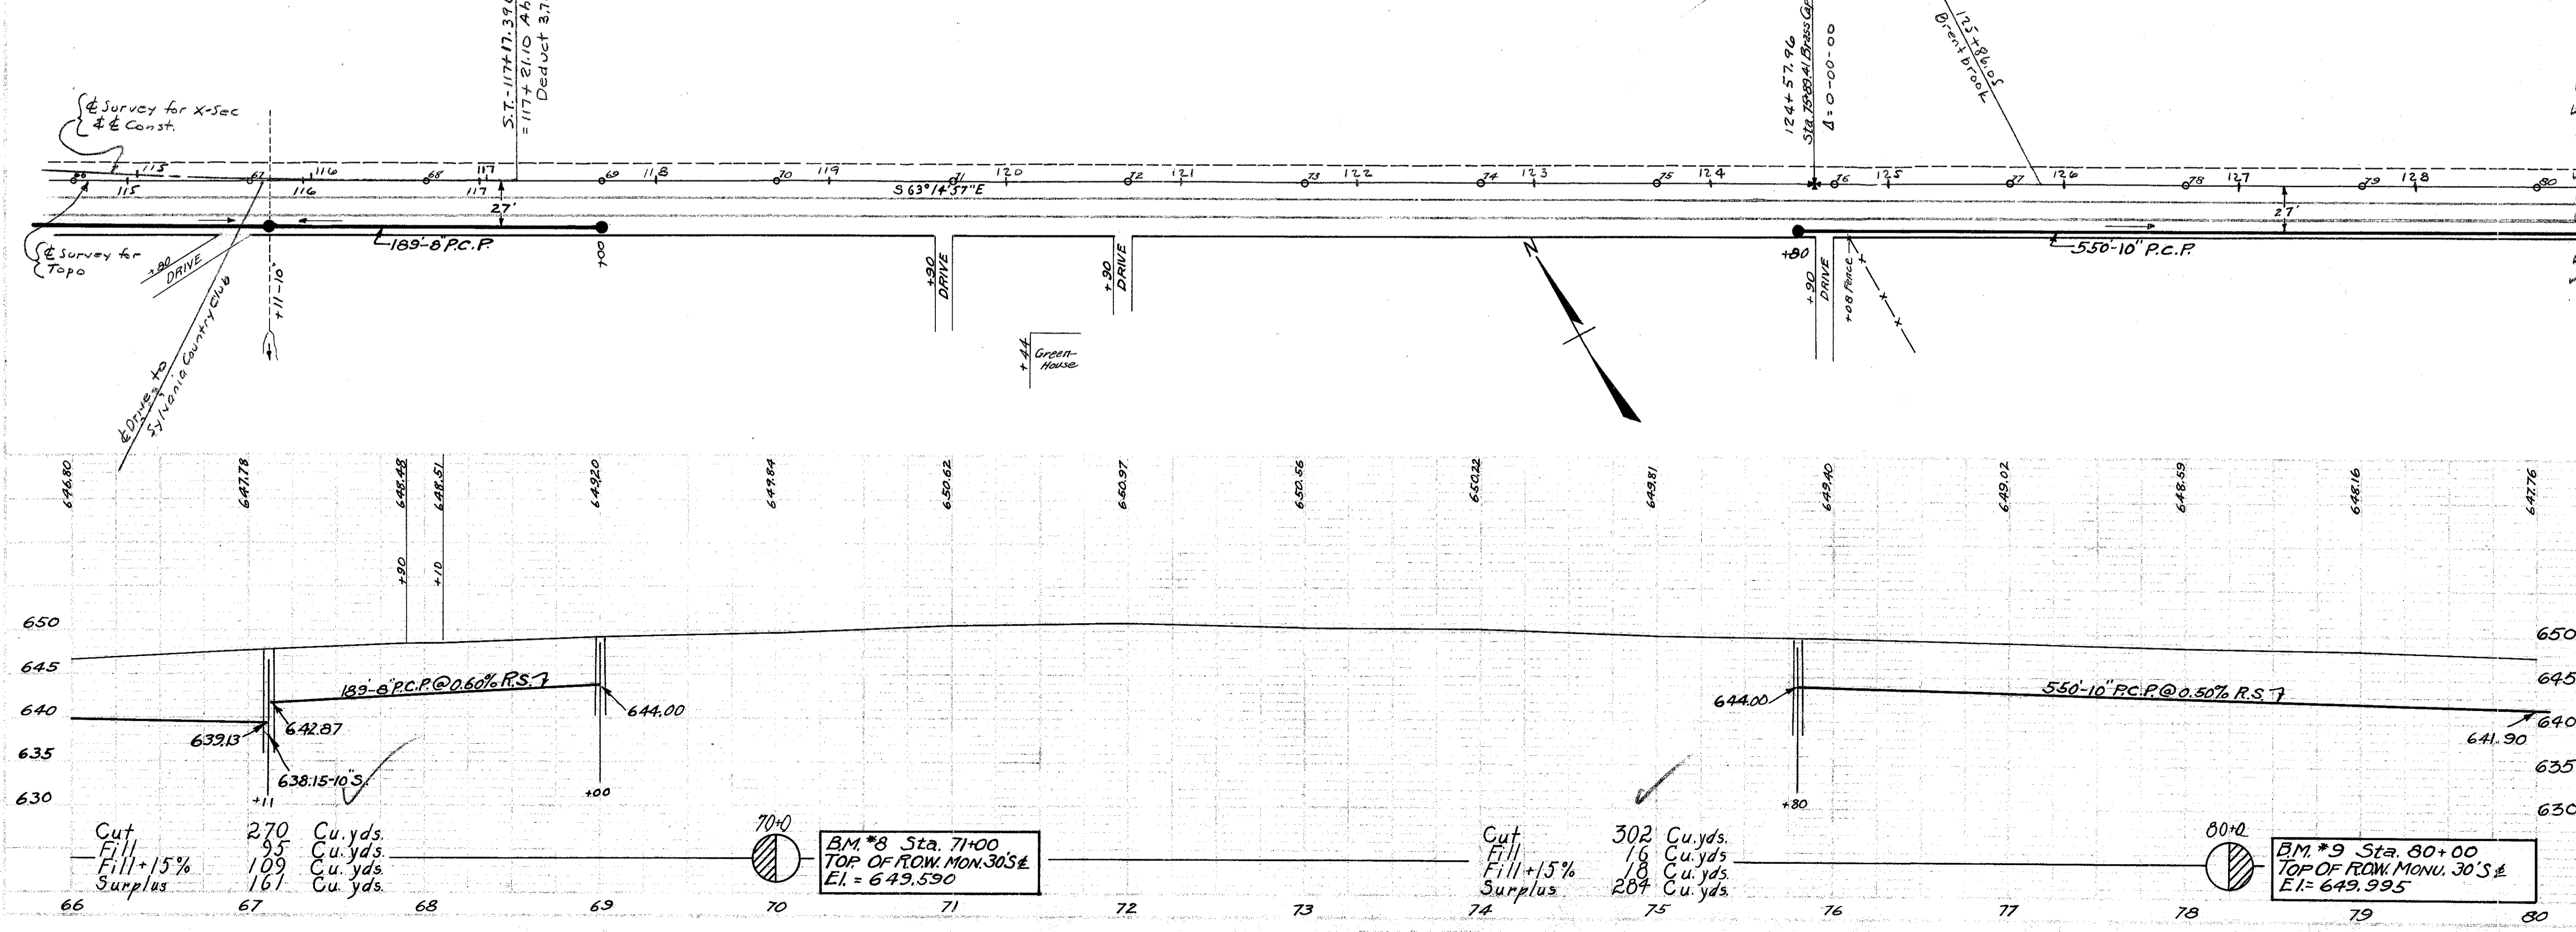 S.T.-117+17.39
=117+21.10
Deduct 3.7
124+57.96
Sta. 75+89.41 Brass Cap
Δ = 0-00-00
125+86.05
Brentbrook
₵ Survey for X-Sec
& ₵ Const.
115 116 117 118 119 120 121 122 123 124 125 126 127 128
66 67 68 69 70 71 72 73 74 75 76 77 78 79 80
115 116 117
S 63°14'57"E
27'
27'
189'-8" P.C.P.
550'-10" P.C.P.
₵ Survey for
Topo
+80
DRIVE
₵ Drives to
Sylvania Country Club
+11-10"
+00
+90
DRIVE
+90
DRIVE
+44
Green-
House
N
+80
+90
DRIVE
+08 Fence
646.80 647.78 648.48 648.51 649.20 649.84 650.62 650.97 650.56 650.22 649.81 649.40 649.02 648.59 648.16 647.76
+90 +10
650 650
645 645
640 640
635 635
630 630
189'-8" P.C.P. @ 0.60% R.S.
550'-10" P.C.P. @ 0.50% R.S.
639.13
642.87
638.15-10"S.
644.00
644.00
641.90
+11
+00
+80
Cut 270 Cu. yds.
Fill 95 Cu. yds.
Fill+15% 109 Cu. yds.
Surplus 161 Cu. yds.
70+0
B.M. #8 Sta. 71+00
TOP OF R.O.W. MON. 30'S ₵
El. = 649.590
Cut 302 Cu. yds.
Fill 16 Cu. yds
Fill+15% 18 Cu. yds.
Surplus 284 Cu. yds.
80+0
B.M. #9 Sta. 80+00
TOP OF R.O.W. MONU. 30'S ₵
El. = 649.995
66 67 68 69 70 71 72 73 74 75 76 77 78 79 80